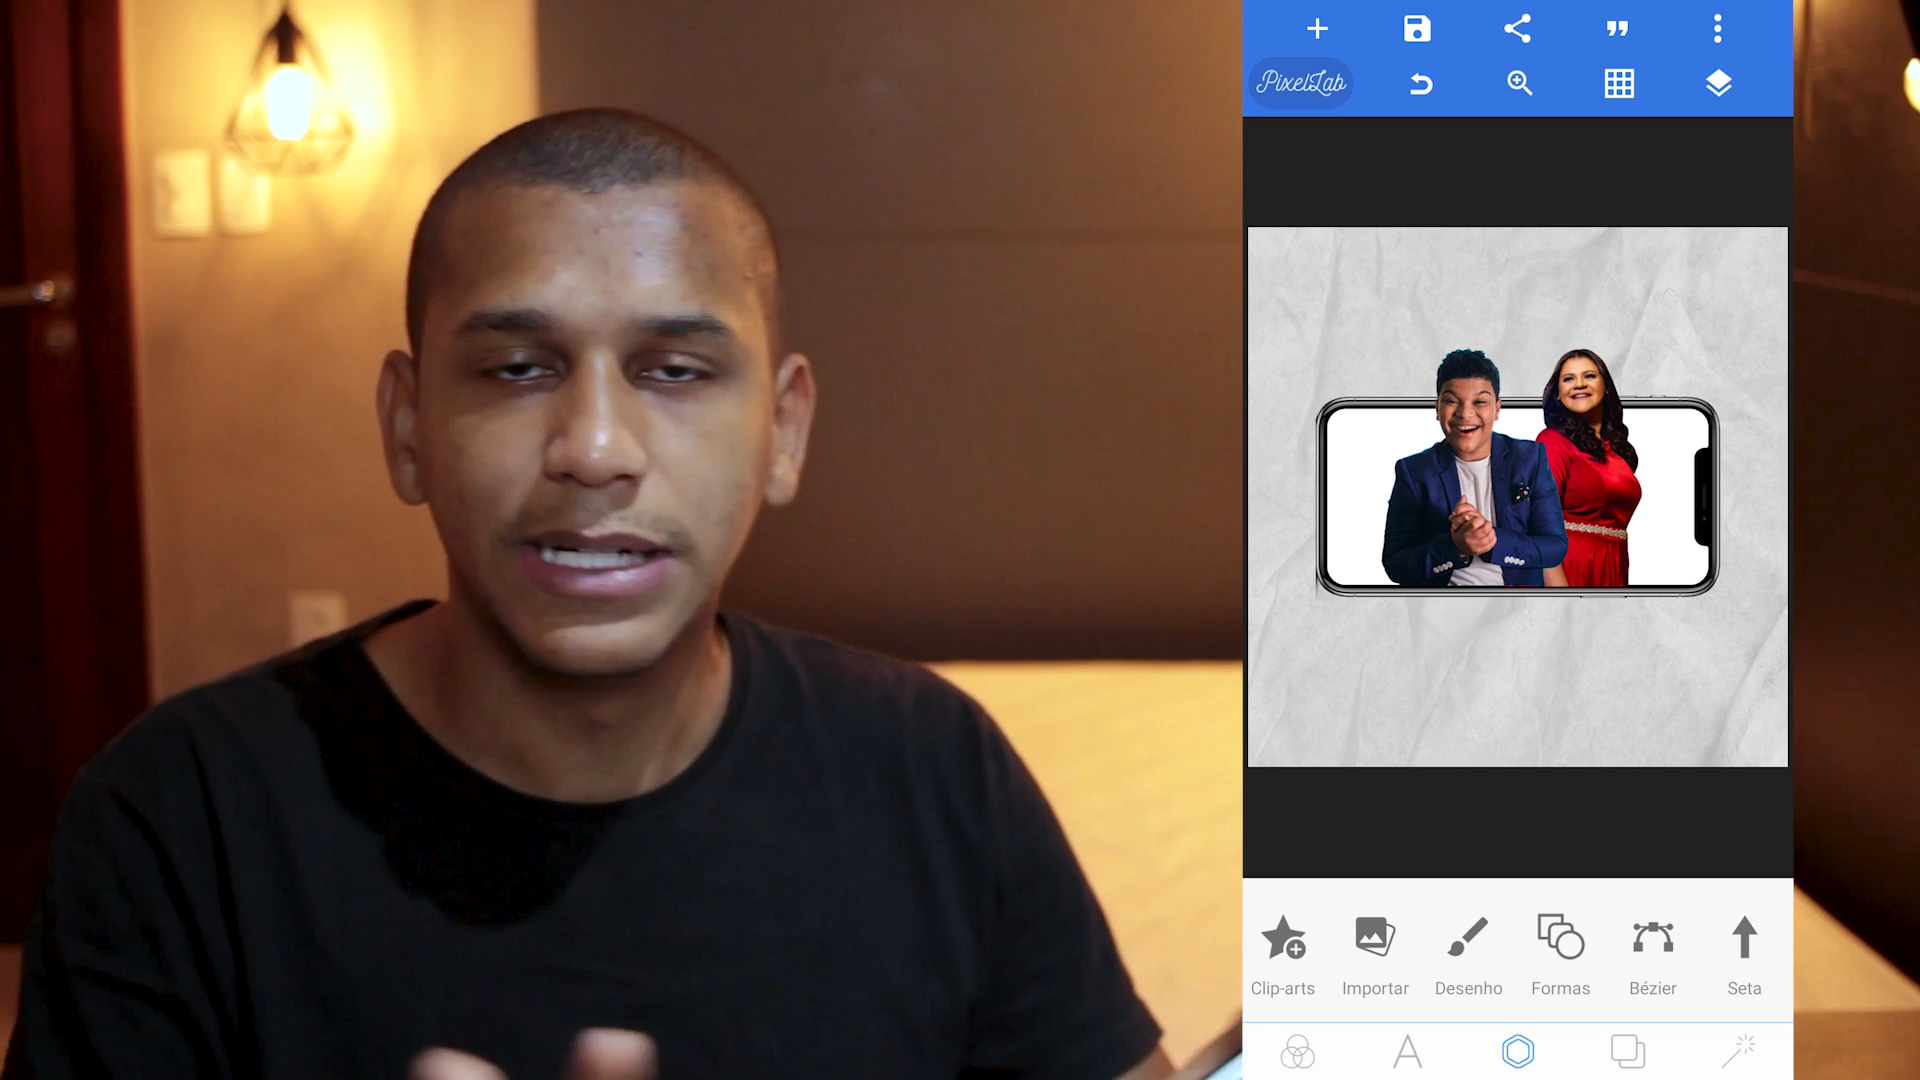 PixelLab
Clip-arts
Importar
Desenho
Formas
Bézier
Seta